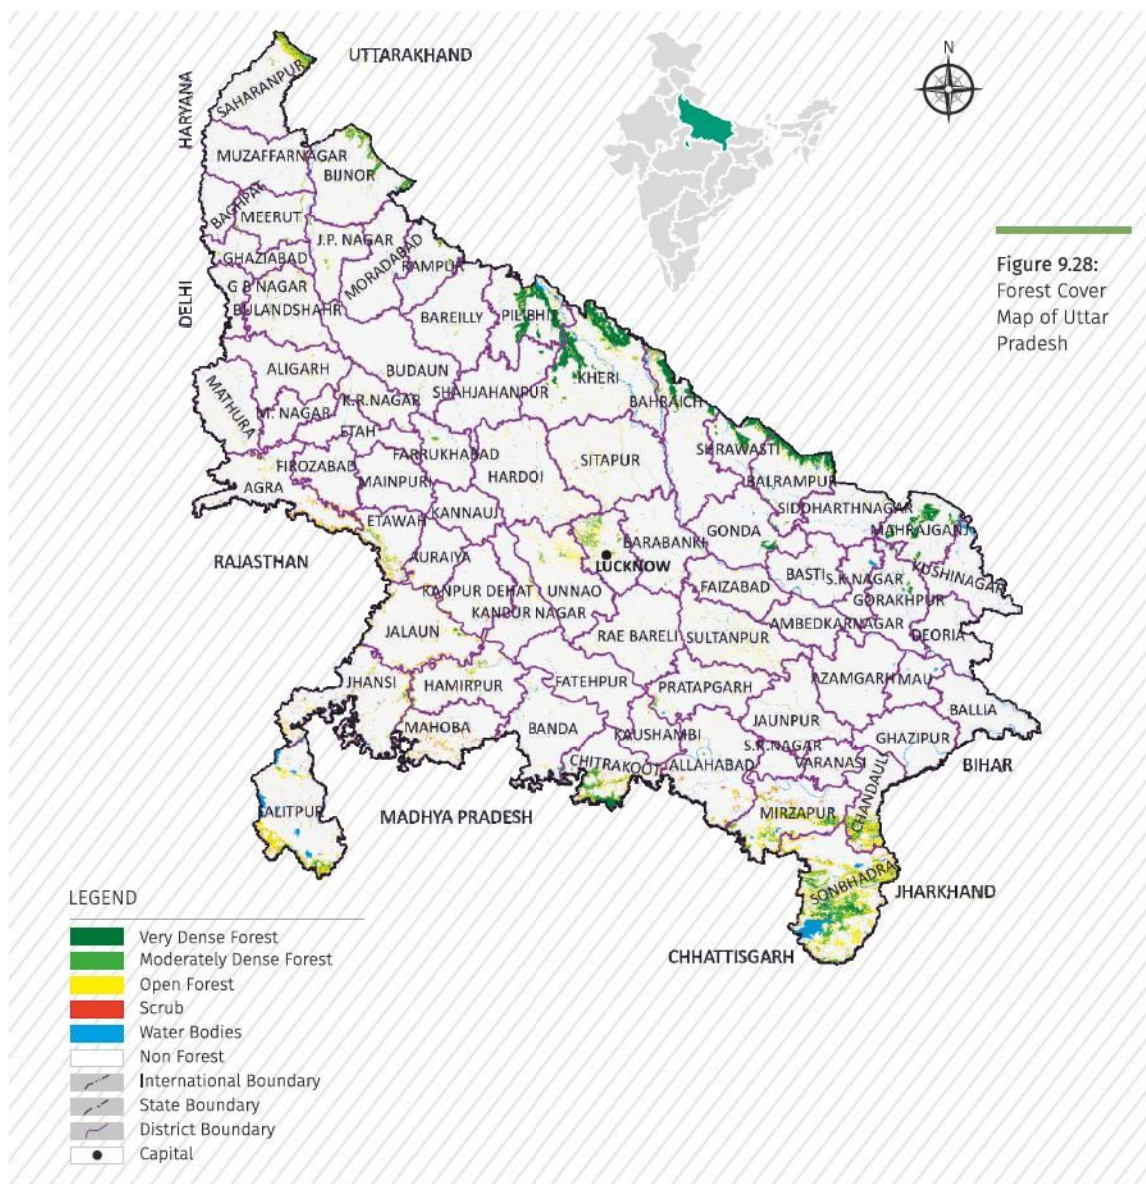 UTTARAKHAND
N
HARYANA
SAHARANPUR
MUZAFFARNAGAR
BIJNOR
BAGHPAT
MEERUT
J.P. NAGAR
MORADABAD
RAMPUR
GHAZIABAD
DELHI
G B NAGAR
BULANDSHAHR
BAREILLY
PILIBHIT
Figure 9.28:
Forest Cover
Map of Uttar
Pradesh
ALIGARH
BUDAUN
KHERI
MATHURA
M. NAGAR
K.R.NAGAR
SHAHJAHANPUR
BAHRAICH
ETAH
FARRUKHABAD
SHRAWASTI
FIROZABAD
SITAPUR
AGRA
MAINPURI
HARDOI
BALRAMPUR
KANNAUJ
SIDDHARTHNAGAR
ETAWAH
GONDA
MAHRAJGANJ
RAJASTHAN
AURAIYA
BARABANKI
LUCKNOW
BASTI
S.K.NAGAR
KUSHINAGAR
KANPUR DEHAT
UNNAO
FAIZABAD
GORAKHPUR
KANPUR NAGAR
AMBEDKARNAGAR
JALAUN
RAE BARELI
SULTANPUR
DEORIA
JHANSI
HAMIRPUR
FATEHPUR
PRATAPGARH
AZAMGARH
MAU
BALLIA
MAHOBA
BANDA
KAUSHAMBI
JAUNPUR
GHAZIPUR
S.R.NAGAR
CHITRAKOOT
ALLAHABAD
VARANASI
BIHAR
CHANDAULI
LALITPUR
MADHYA PRADESH
MIRZAPUR
SONBHADRA
JHARKHAND
CHHATTISGARH
LEGEND
Very Dense Forest
Moderately Dense Forest
Open Forest
Scrub
Water Bodies
Non Forest
International Boundary
State Boundary
District Boundary
Capital